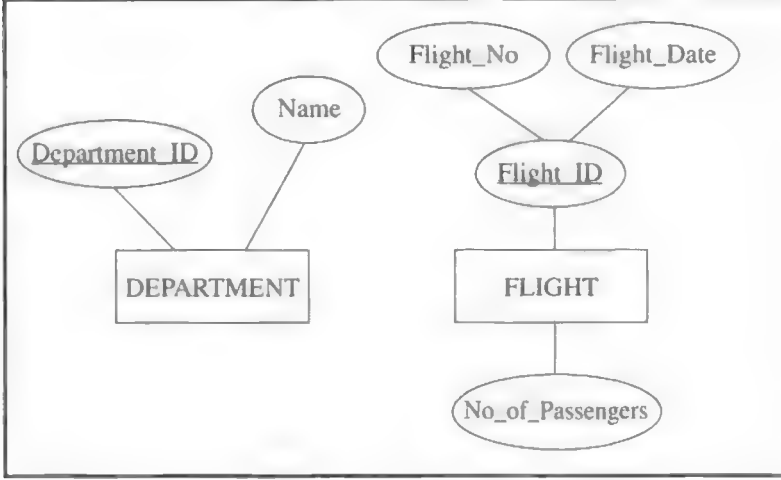 Flight_No
Flight_Date
Name
Department_ID
Flight_ID
DEPARTMENT
FLIGHT
No_of_Passengers